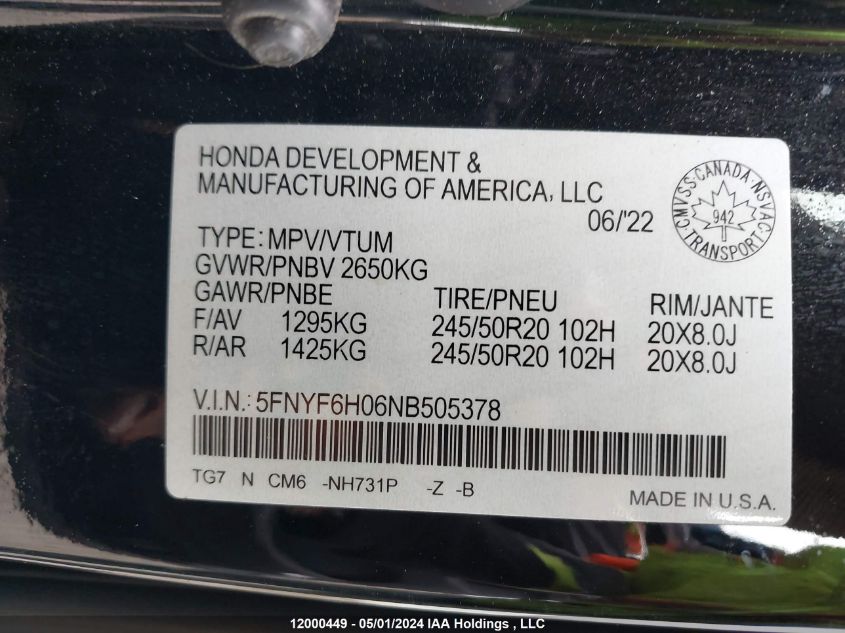 HONDA DEVELOPMENT &
MANUFACTURING OF AMERICA, LLC
06/'22
CMVSS·CANADA·NSVAC
942
TRANSPORT
TYPE: MPV/VTUM
GVWR/PNBV 2650KG
GAWR/PNBE TIRE/PNEU RIM/JANTE
F/AV 1295KG 245/50R20 102H 20X8.0J
R/AR 1425KG 245/50R20 102H 20X8.0J
V.I.N.: 5FNYF6H06NB505378
TG7 N CM6 -NH731P -Z -B
MADE IN U.S.A.
12000449 - 05/01/2024 IAA Holdings , LLC